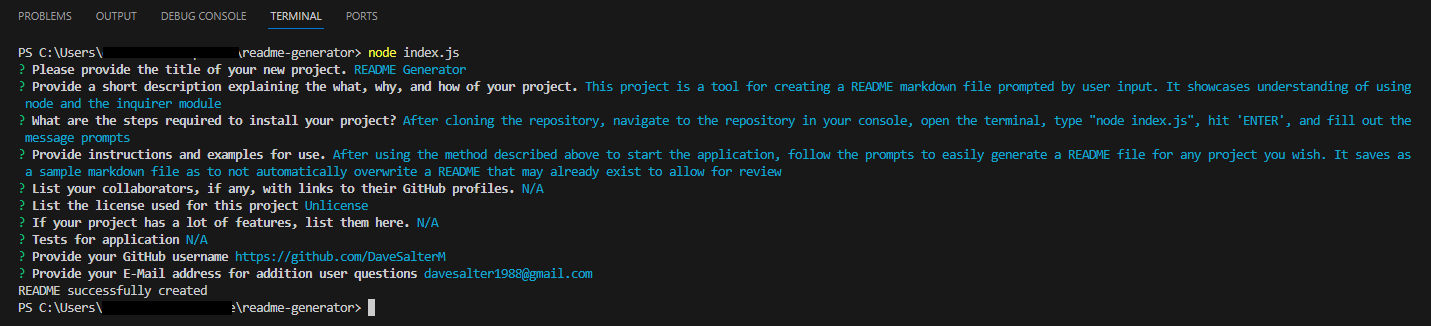 PROBLEMS OUTPUT DEBUG CONSOLE TERMINAL PORTS
PS C:\Users\ \readme-generator> node index.js
? Please provide the title of your new project. README Generator
? Provide a short description explaining the what, why, and how of your project. This project is a tool for creating a README markdown file prompted by user input. It showcases understanding of using
node and the inquirer module
? What are the steps required to install your project? After cloning the repository, navigate to the repository in your console, open the terminal, type "node index.js", hit 'ENTER', and fill out the
message prompts
? Provide instructions and examples for use. After using the method described above to start the application, follow the prompts to easily generate a README file for any project you wish. It saves as
a sample markdown file as to not automatically overwrite a README that may already exist to allow for review
? List your collaborators, if any, with links to their GitHub profiles. N/A
? List the license used for this project Unlicense
? If your project has a lot of features, list them here. N/A
? Tests for application N/A
? Provide your GitHub username https://github.com/DaveSalterM
? Provide your E-Mail address for addition user questions davesalter1988@gmail.com
README successfully created
PS C:\Users\ e\readme-generator>